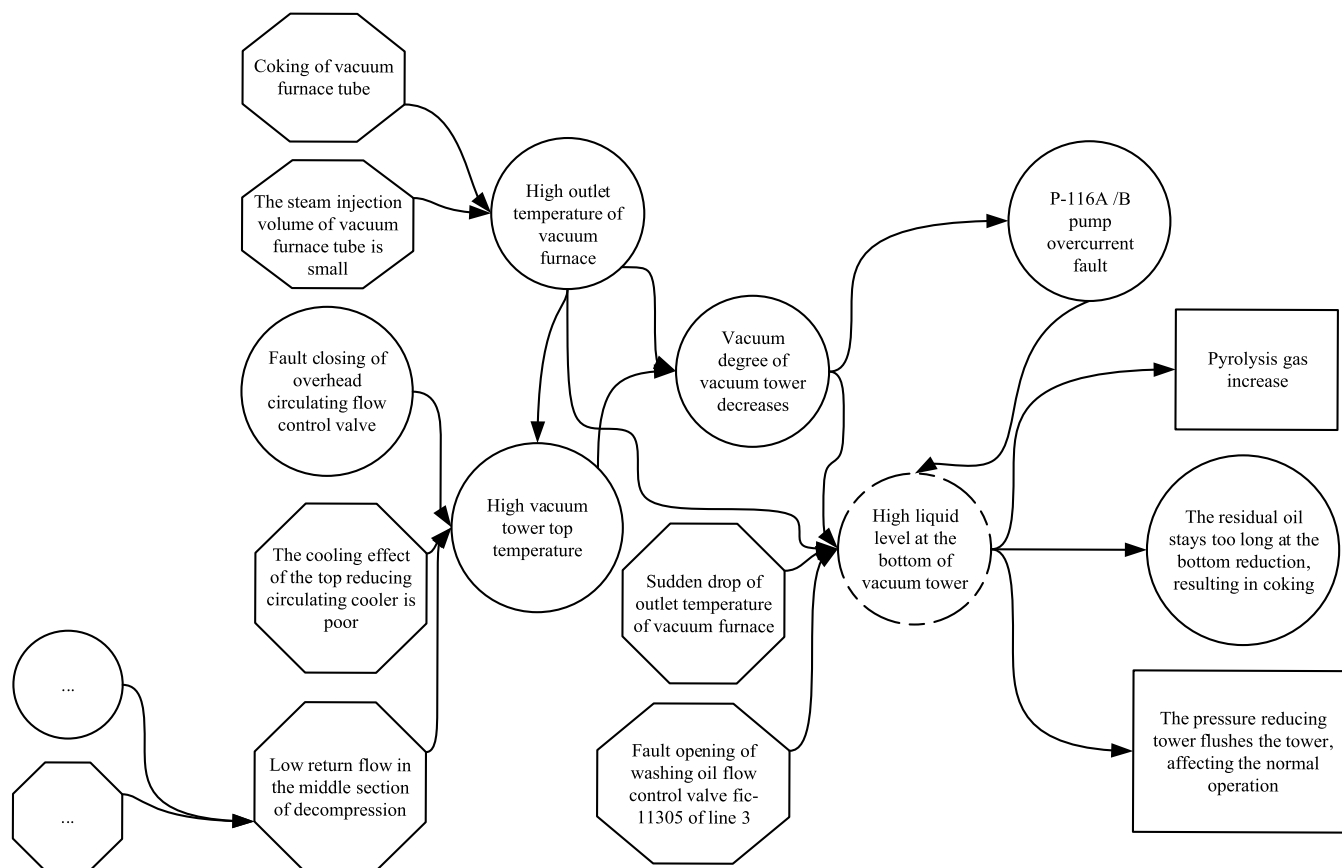 Coking of vacuum
furnace tube
The steam injection
volume of vacuum
furnace tube is
small
High outlet
temperature of
vacuum
furnace
P-116A /B
pump
overcurrent
fault
Fault closing of
overhead
circulating flow
control valve
Vacuum
degree of
vacuum tower
decreases
Pyrolysis gas
increase
High vacuum
tower top
temperature
High liquid
level at the
bottom of
vacuum tower
The residual oil
stays too long at the
bottom reduction,
resulting in coking
The cooling effect
of the top reducing
circulating cooler is
poor
Sudden drop of
outlet temperature
of vacuum furnace
...
...
Low return flow in
the middle section
of decompression
Fault opening of
washing oil flow
control valve fic-
11305 of line 3
The pressure reducing
tower flushes the tower,
affecting the normal
operation